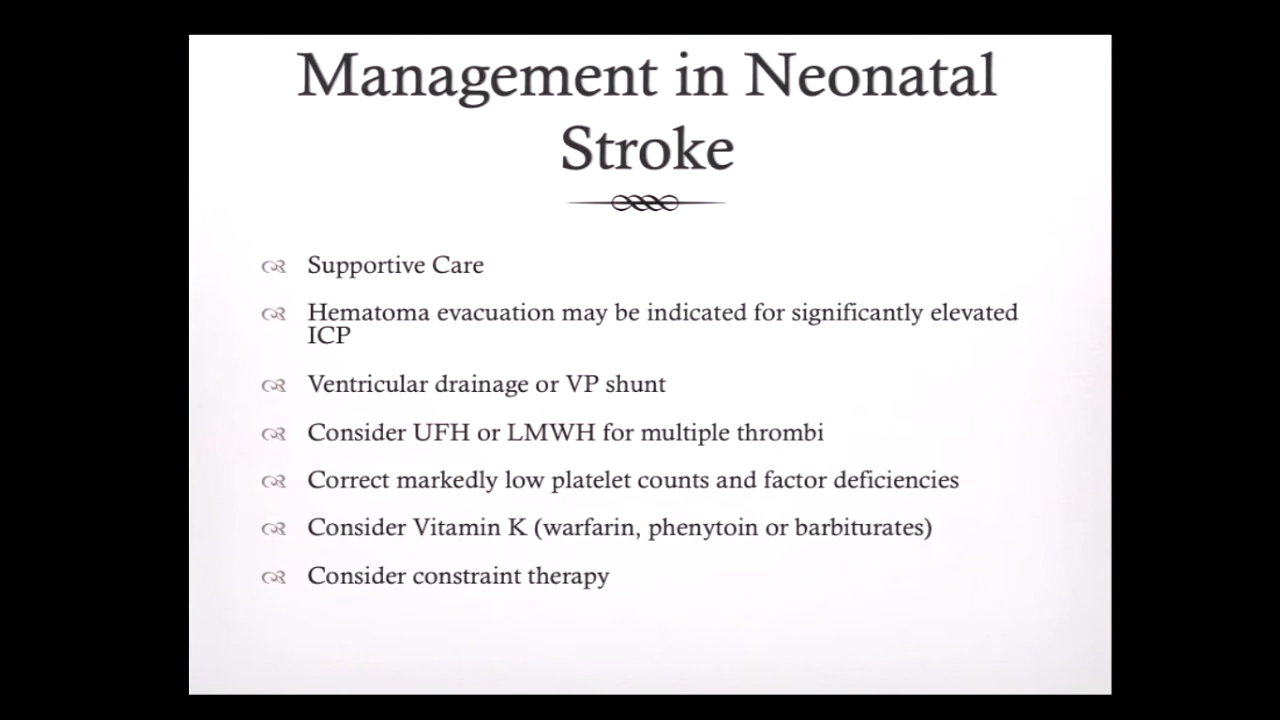 Management in Neonatal
Stroke
Supportive Care
Hematoma evacuation may be indicated for significantly elevated
ICP
Ventricular drainage or VP shunt
Consider UFH or LMWH for multiple thrombi
Correct markedly low platelet counts and factor deficiencies
Consider Vitamin K (warfarin, phenytoin or barbiturates)
Consider constraint therapy